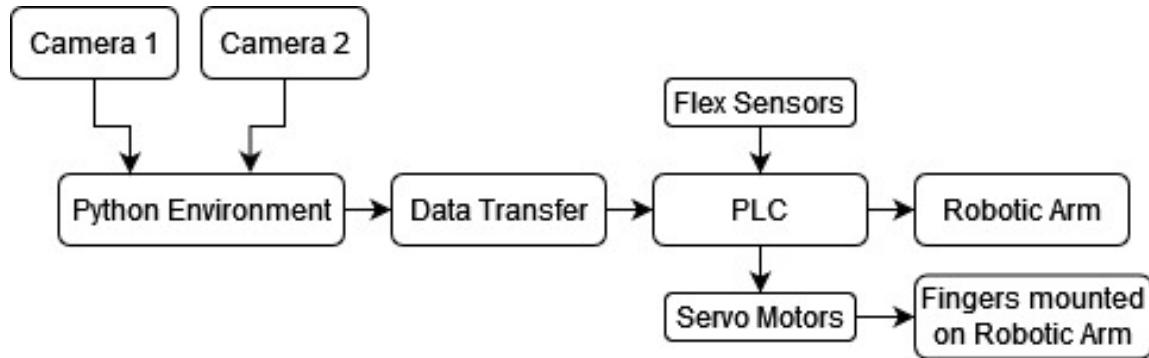 Camera 1
Camera 2
Flex Sensors
Python Environment
Data Transfer
PLC
Robotic Arm
Servo Motors
Fingers mounted
on Robotic Arm